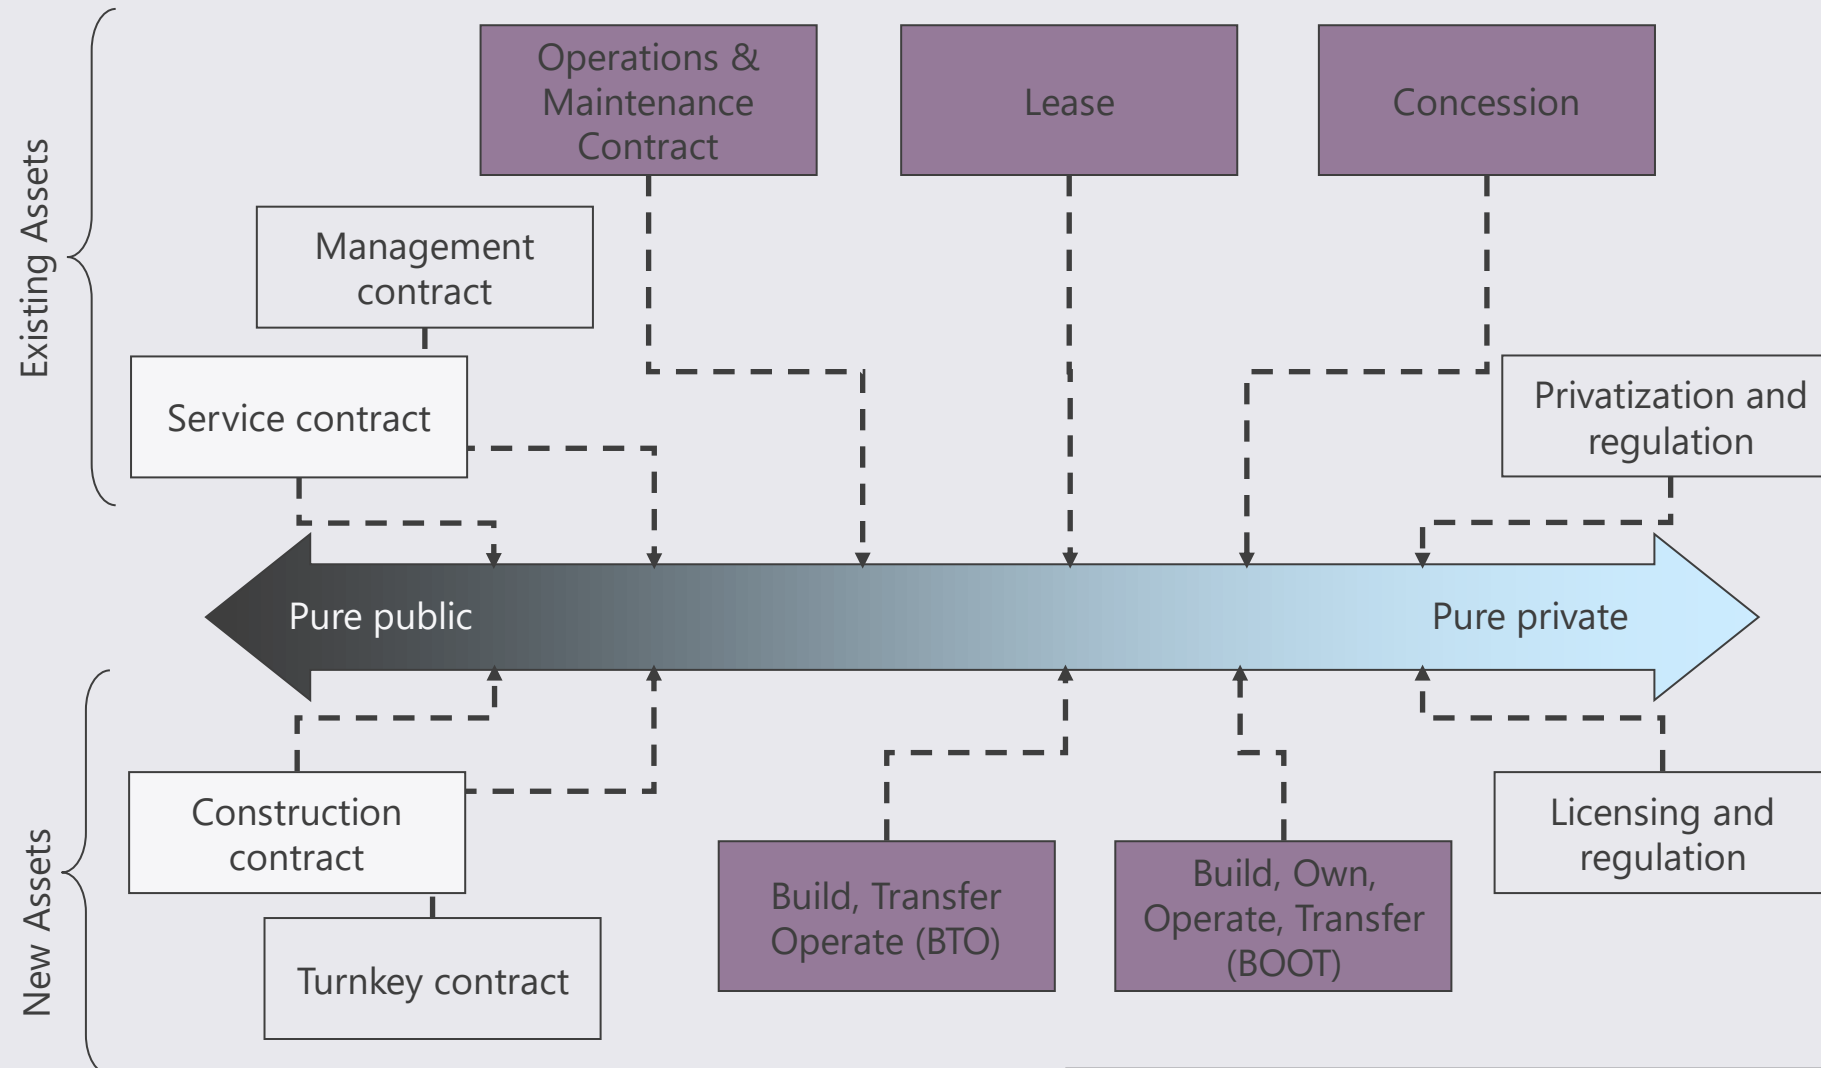 Existing Assets
Operations &
Maintenance
Contract
Lease
Concession
Management
contract
Service contract
Privatization and
regulation
Pure public
Pure private
New Assets
Construction
contract
Turnkey contract
Build, Transfer
Operate (BTO)
Build, Own,
Operate, Transfer
(BOOT)
Licensing and
regulation